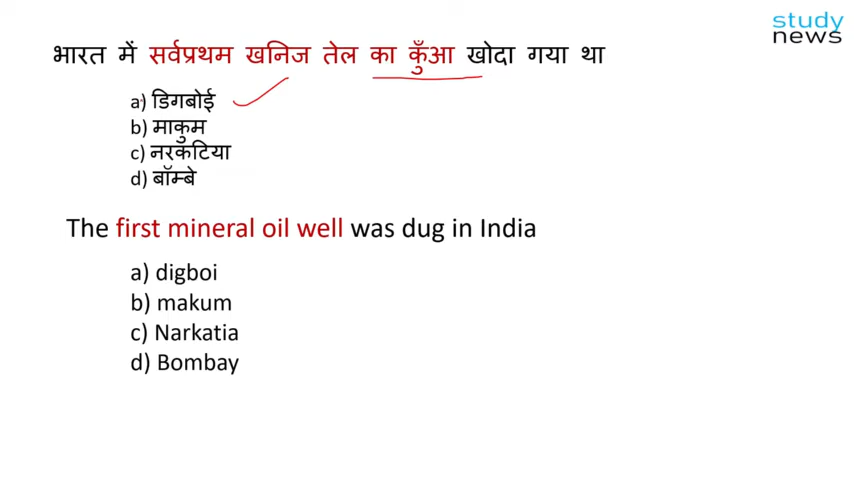 study
news
भारत में सर्वप्रथम खनिज तेल का कुँआ खोदा गया था
a) डिगबोई
b) माकुम
c) नरकटिया
d) बॉम्बे
The first mineral oil well was dug in India
a) digboi
b) makum
c) Narkatia
d) Bombay